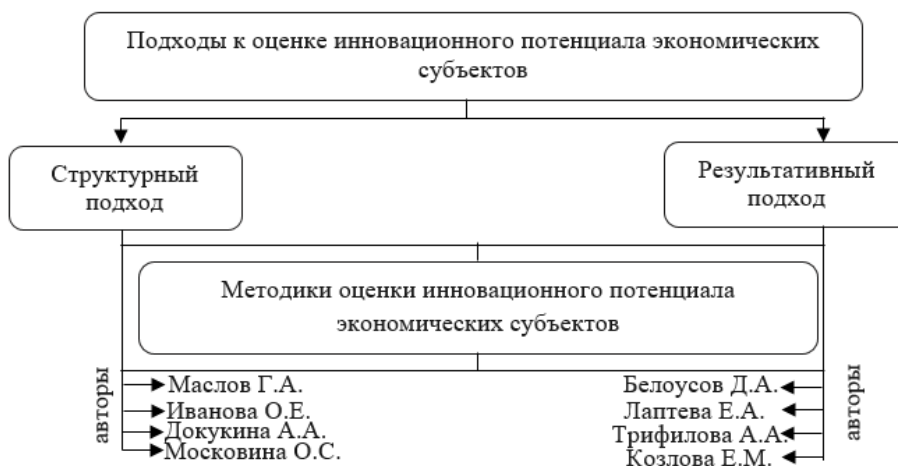 Подходы к оценке инновационного потенциала экономических
субъектов
Структурный
подход
Результативный
подход
Методики оценки инновационного потенциала
экономических субъектов
авторы
Маслов Г.А.
Иванова О.Е.
Докукина А.А.
Московина О.С.
Белоусов Д.А.
Лаптева Е.А.
Трифилова А.А.
Козлова Е.М.
авторы